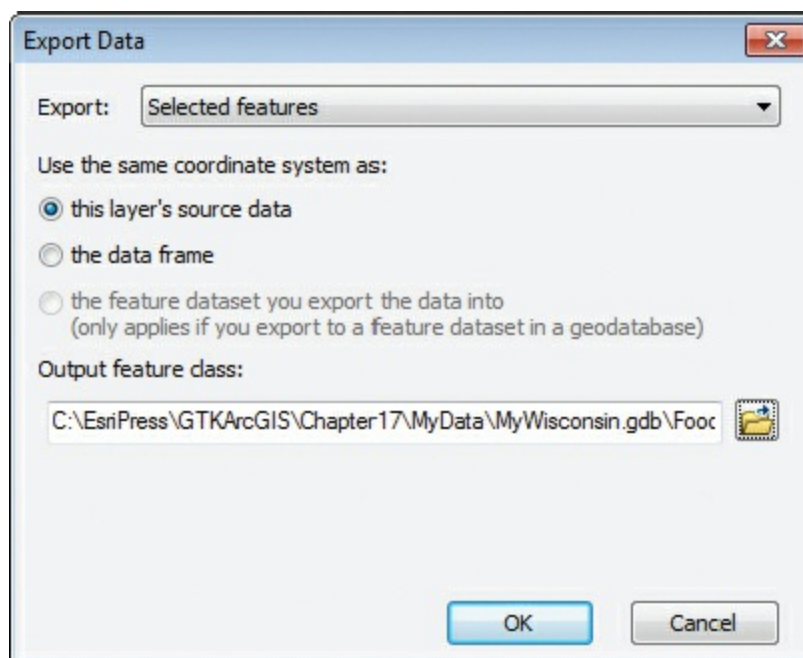 Export Data
Export: Selected features
Use the same coordinate system as:
this layer's source data
the data frame
the feature dataset you export the data into
(only applies if you export to a feature dataset in a geodatabase)
Output feature class:
C:\EsriPress\GTKArcGIS\Chapter17\MyData\MyWisconsin.gdb\Fooc
OK Cancel